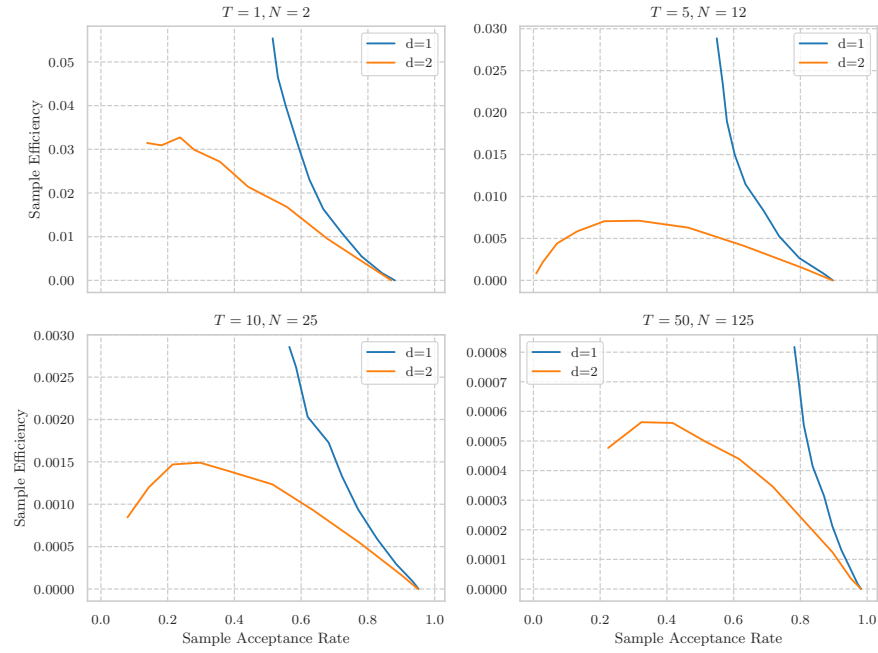 T = 1, N = 2
Sample Efficiency
0.05
0.04
0.03
0.02
0.01
0.00
d=1
d=2
T = 5, N = 12
0.030
0.025
0.020
0.015
0.010
0.005
0.000
d=1
d=2
T = 10, N = 25
Sample Efficiency
0.0030
0.0025
0.0020
0.0015
0.0010
0.0005
0.0000
d=1
d=2
0.0 0.2 0.4 0.6 0.8 1.0
Sample Acceptance Rate
T = 50, N = 125
0.0008
0.0007
0.0006
0.0005
0.0004
0.0003
0.0002
0.0001
0.0000
d=1
d=2
0.0 0.2 0.4 0.6 0.8 1.0
Sample Acceptance Rate